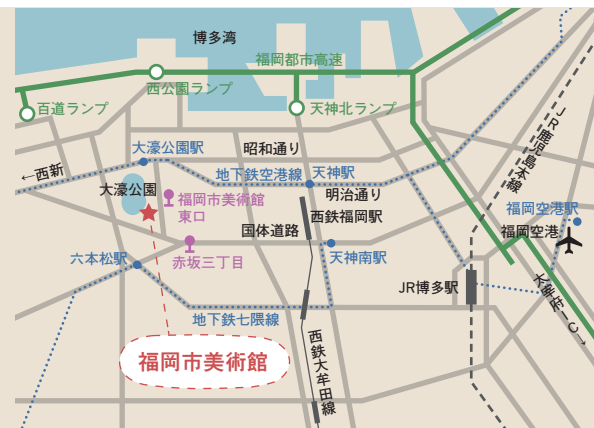 博多湾
福岡都市高速
西公園ランプ
百道ランプ
天神北ランプ
大濠公園駅
昭和通り
←西新
地下鉄空港線
天神駅
JR鹿児島本線
大濠公園
福岡市美術館
東口
明治通り
西鉄福岡駅
福岡空港駅
国体道路
福岡空港
六本松駅
赤坂三丁目
天神南駅
JR博多駅
太宰府IC→
地下鉄七隈線
西鉄大牟田線
福岡市美術館